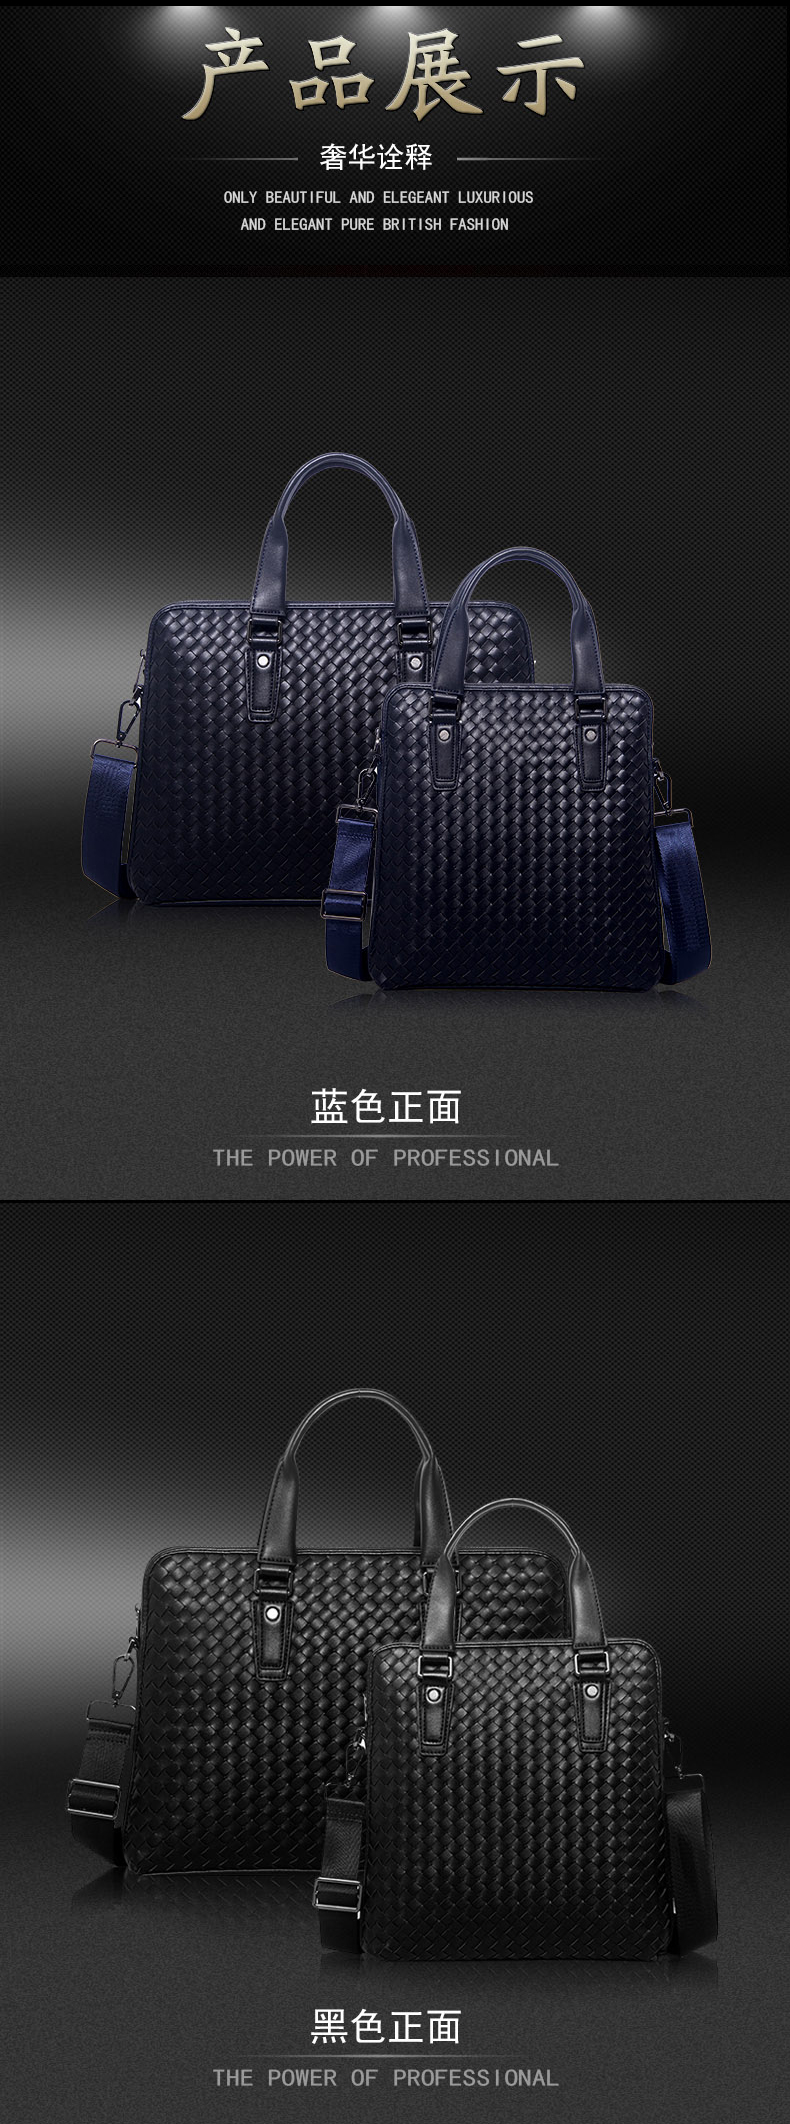 产品展示
奢华诠释
ONLY BEAUTIFUL AND ELEGEANT LUXURIOUS
AND ELEGANT PURE BRITISH FASHION
蓝色正面
THE POWER OF PROFESSIONAL
黑色正面
THE POWER OF PROFESSIONAL